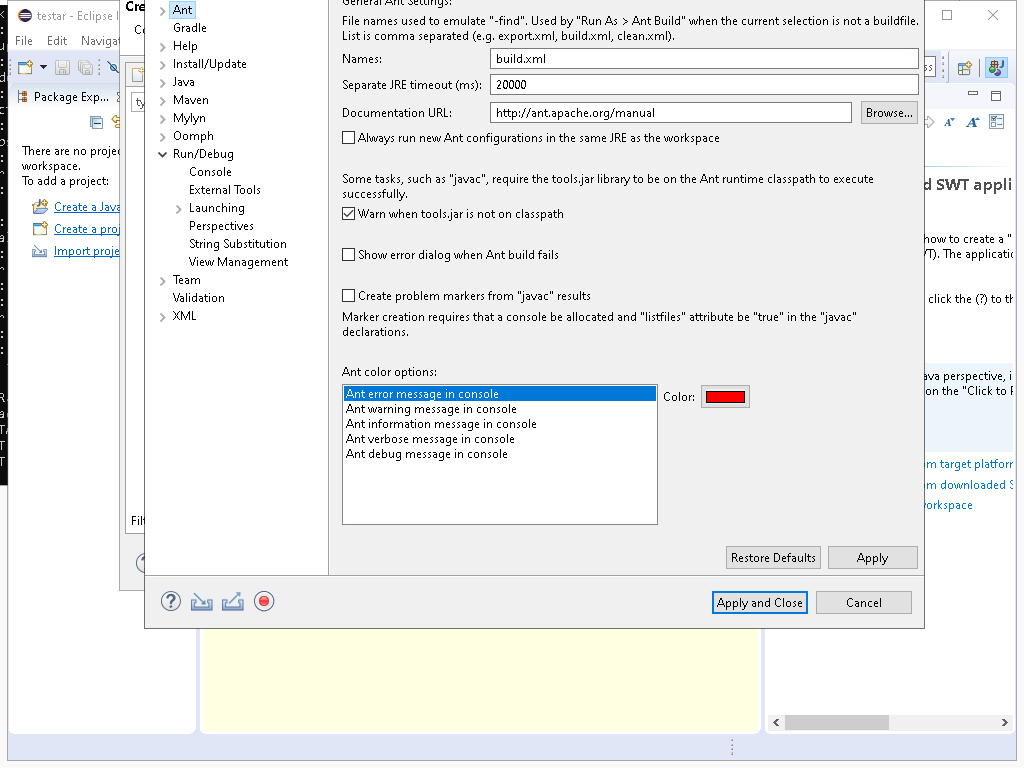 testar - Eclipse I
File Edit Navigat
Package Exp...
There are no proje
workspace.
To add a project:
Create a Java
Create a proj
Import proje
Cre
Ant
Gradle
Help
Install/Update
Java
Maven
Mylyn
Oomph
Run/Debug
Console
External Tools
Launching
Perspectives
String Substitution
View Management
Team
Validation
XML
General Ant Settings:
File names used to emulate "-find". Used by "Run As > Ant Build" when the current selection is not a buildfile.
List is comma separated (e.g. export.xml, build.xml, clean.xml).
Names: build.xml
Separate JRE timeout (ms): 20000
Documentation URL: http://ant.apache.org/manual Browse...
Always run new Ant configurations in the same JRE as the workspace
Some tasks, such as "javac", require the tools.jar library to be on the Ant runtime classpath to execute
successfully.
Warn when tools.jar is not on classpath
Show error dialog when Ant build fails
Create problem markers from "javac" results
Marker creation requires that a console be allocated and "listfiles" attribute be "true" in the "javac"
declarations.
Ant color options:
Ant error message in console
Ant warning message in console
Ant information message in console
Ant verbose message in console
Ant debug message in console
Color:
Restore Defaults Apply
Apply and Close Cancel
d SWT appli
how to create a "
T). The applicatio
click the (?) to th
ava perspective, i
on the "Click to P
m target platforn
m downloaded S
orkspace